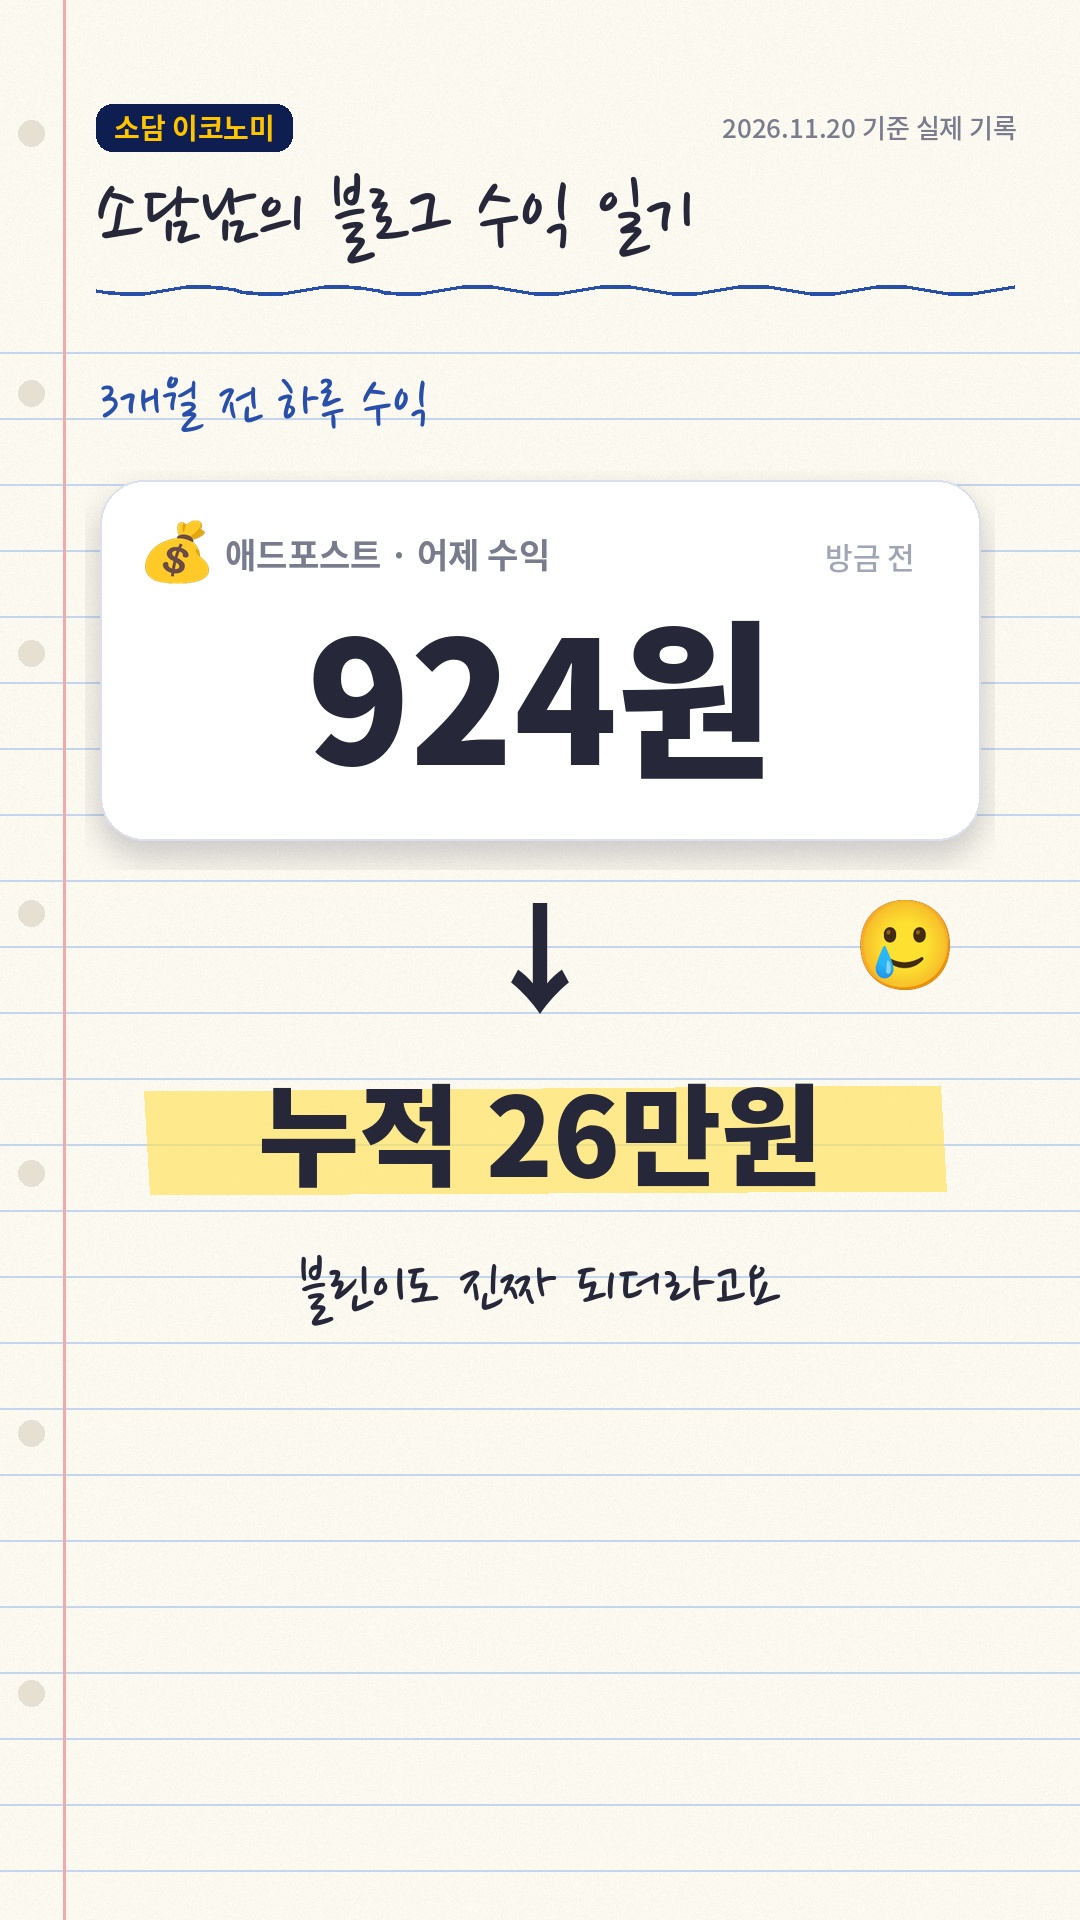 소담 이코노미
2026.11.20 기준 실제 기록
소담남의 블로그 수익 일기
3개월 전 하루 수익
애드포스트 · 어제 수익
방금 전
924원
↓
누적 26만원
블린이도 진짜 되더라고요